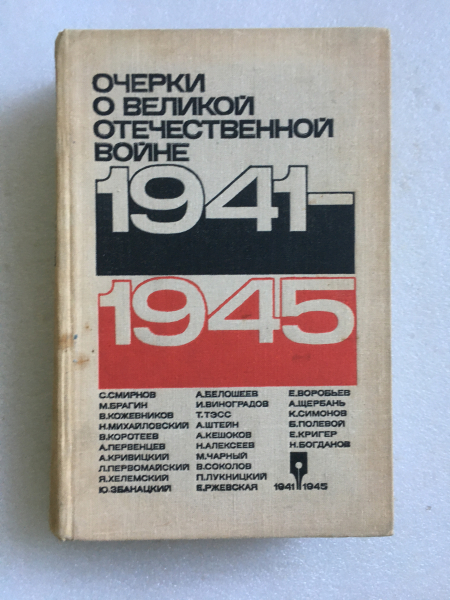 ОЧЕРКИ
О ВЕЛИКОЙ
ОТЕЧЕСТВЕННОЙ
ВОЙНЕ
1941–
1945
С.СМИРНОВ
М.БРАГИН
В.КОЖЕВНИКОВ
Н.МИХАЙЛОВСКИЙ
В.КОРОТЕЕВ
А.ПЕРВЕНЦЕВ
А.КРИВИЦКИЙ
Л.ПЕРВОМАЙСКИЙ
Я.ХЕЛЕМСКИЙ
Ю.ЗБАНАЦКИЙ
А.БЕЛОШЕЕВ
И.ВИНОГРАДОВ
Т.ТЭСС
А.ШТЕЙН
А.КЕШОКОВ
Н.АЛЕКСЕЕВ
М.ЧАРНЫЙ
В.СОКОЛОВ
П.ЛУКНИЦКИЙ
Е.РЖЕВСКАЯ
Е.ВОРОБЬЕВ
А.ЩЕРБАНЬ
К.СИМОНОВ
Б.ПОЛЕВОЙ
Е.КРИГЕР
Н.БОГДАНОВ
1941 1945